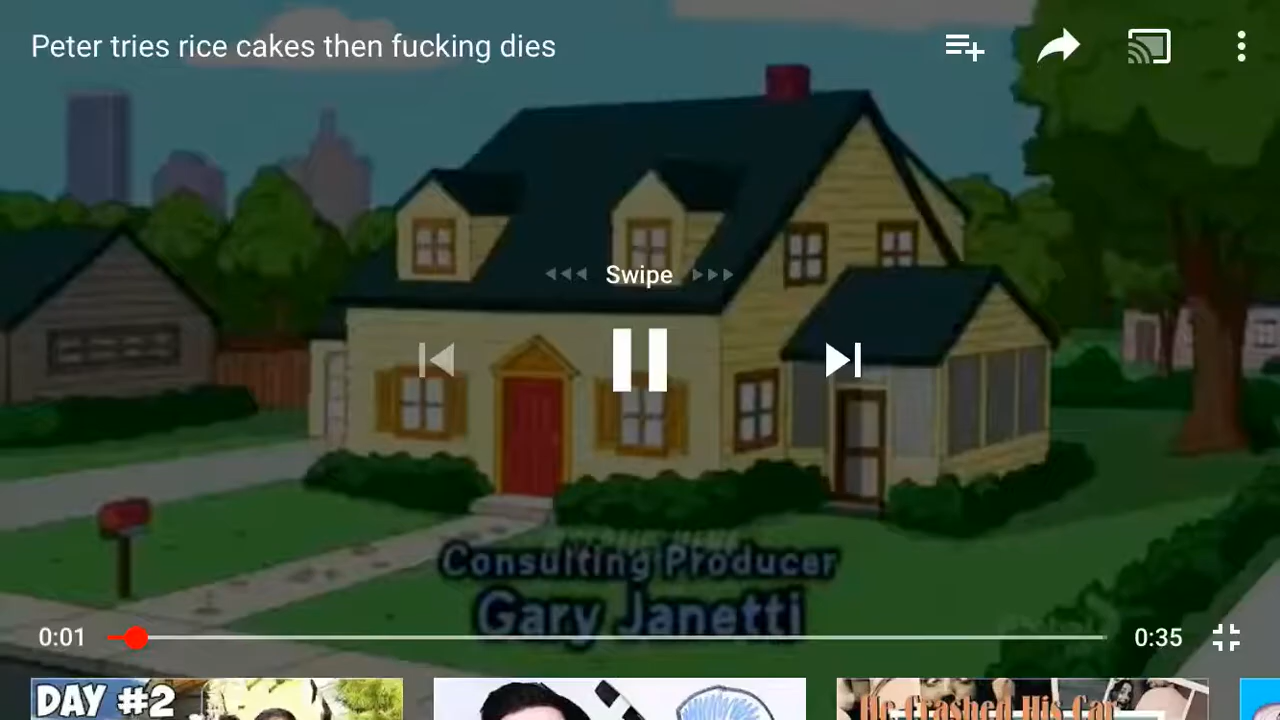 Peter tries rice cakes then fucking dies
Swipe
Consulting Producer
Gary Janetti
0:01
0:35
DAY #2
He Crashed His Car